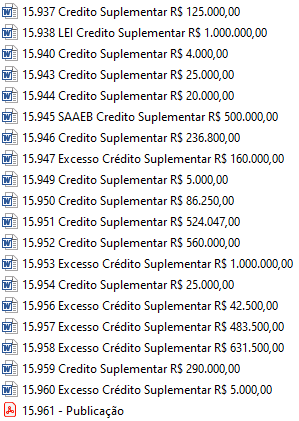 15.937 Credito Suplementar R$ 125.000,00
15.938 LEI Credito Suplementar R$ 1.000.000,00
15.940 Credito Suplementar R$ 4.000,00
15.943 Credito Suplementar R$ 25.000,00
15.944 Credito Suplementar R$ 20.000,00
15.945 SAAEB Credito Suplementar R$ 500.000,00
15.946 Credito Suplementar R$ 236.800,00
15.947 Excesso Crédito Suplementar R$ 160.000,00
15.949 Credito Suplementar R$ 5.000,00
15.950 Credito Suplementar R$ 86.250,00
15.951 Credito Suplementar R$ 524.047,00
15.952 Credito Suplementar R$ 560.000,00
15.953 Excesso Crédito Suplementar R$ 1.000.000,00
15.954 Credito Suplementar R$ 25.000,00
15.956 Excesso Crédito Suplementar R$ 42.500,00
15.957 Excesso Crédito Suplementar R$ 483.500,00
15.958 Excesso Crédito Suplementar R$ 631.500,00
15.959 Credito Suplementar R$ 290.000,00
15.960 Excesso Crédito Suplementar R$ 5.000,00
15.961 - Publicação